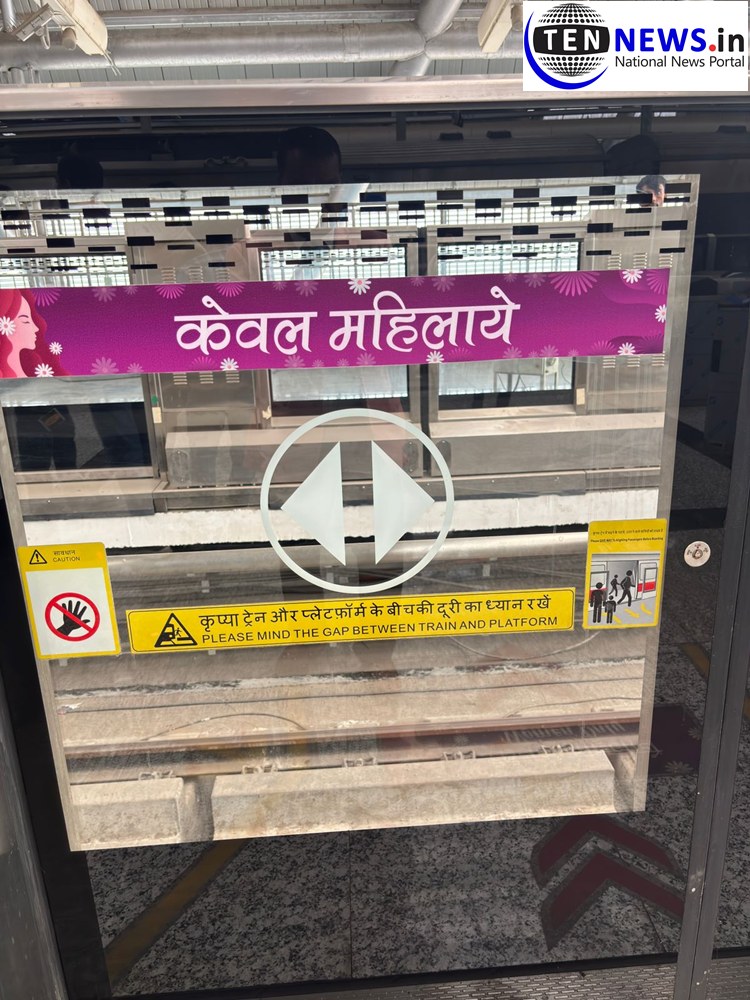 TEN NEWS.in
National News Portal
केवल महिलाये
सावधान
CAUTION
कृप्या ट्रेन और प्लेटफ़ॉर्म के बीच की दूरी का ध्यान रखें
PLEASE MIND THE GAP BETWEEN TRAIN AND PLATFORM